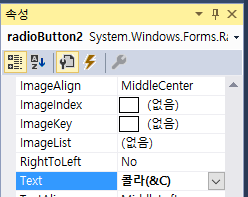 속성
radioButton2 System.Windows.Forms.Ra
ImageAlign MiddleCenter
ImageIndex (없음)
ImageKey (없음)
ImageList (없음)
RightToLeft No
Text 콜라(&C)